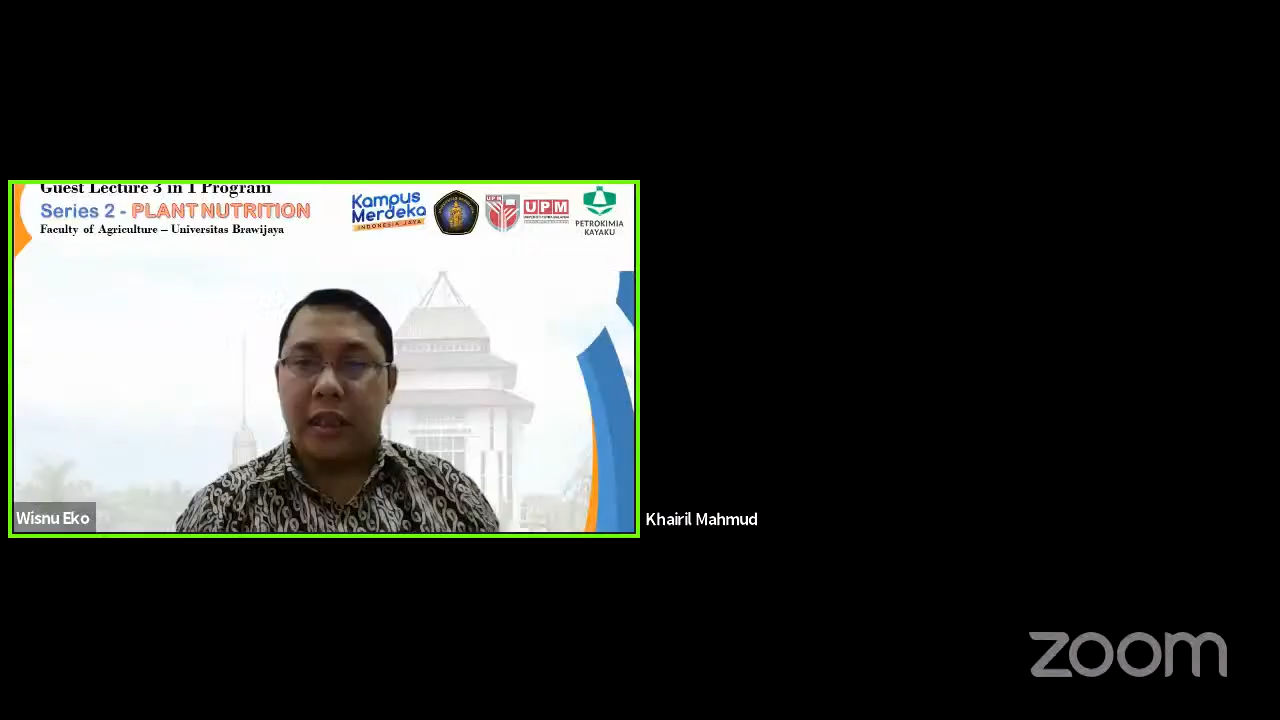 Guest Lecture 3 in 1 Program
Series 2 - PLANT NUTRITION
Faculty of Agriculture – Universitas Brawijaya
Kampus
Merdeka
INDONESIA JAYA
UPM
UPM
PETROKIMIA
KAYAKU
Wisnu Eko
Khairil Mahmud
zoom